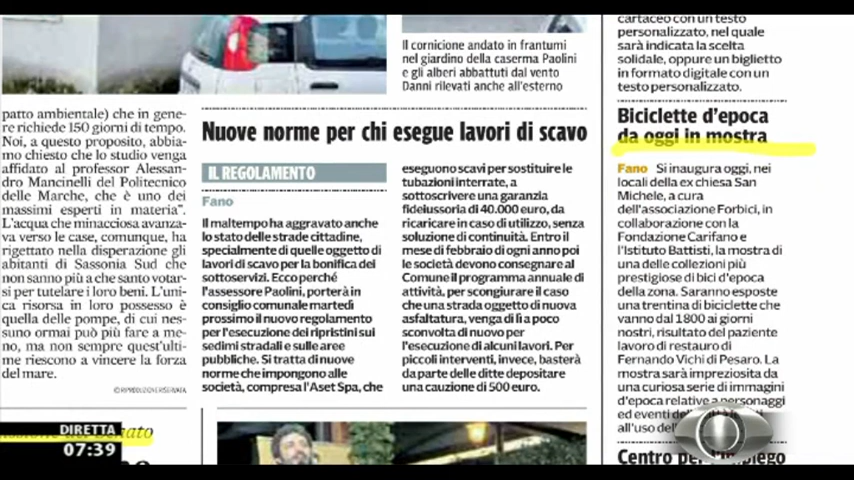 Il cornicione andato in frantumi
nel giardino della caserma Paolini
e gli alberi abbattuti dal vento
Danni rilevati anche all'esterno
patto ambientale) che in gene-
re richiede 150 giorni di tempo.
Noi, a questo proposito, abbia-
mo chiesto che lo studio venga
affidato al professor Alessan-
dro Mancinelli del Politecnico
delle Marche, che è uno dei
massimi esperti in materia".
L'acqua che minacciosa avanza-
va verso le case, comunque, ha
rigettato nella disperazione gli
abitanti di Sassonia Sud che
non sanno più a che santo votar-
si per tutelare i loro beni. L'uni-
ca risorsa in loro possesso è
quella delle pompe, di cui nes-
suno ormai può più fare a me-
no, ma non sempre quest'ulti-
me riescono a vincere la forza
del mare.
© RIPRODUZIONE RISERVATA
Nuove norme per chi esegue lavori di scavo
IL REGOLAMENTO
Fano
Il maltempo ha aggravato anche
lo stato delle strade cittadine,
specialmente di quelle oggetto di
lavori di scavo per la bonifica dei
sottoservizi. Ecco perché
l'assessore Paolini, porterà in
consiglio comunale martedì
prossimo il nuovo regolamento
per l'esecuzione dei ripristini sui
sedimi stradali e sulle aree
pubbliche. Si tratta di nuove
norme che impongono alle
società, compresa l'Aset Spa, che
eseguono scavi per sostituire le
tubazioni interrate, a
sottoscrivere una garanzia
fideiussoria di 40.000 euro, da
ricaricare in caso di utilizzo, senza
soluzione di continuità. Entro il
mese di febbraio di ogni anno poi
le società devono consegnare al
Comune il programma annuale di
attività, per scongiurare il caso
che una strada oggetto di nuova
asfaltatura, venga di lì a poco
sconvolta di nuovo per
l'esecuzione di alcuni lavori. Per
piccoli interventi, invece, basterà
da parte delle ditte depositare
una cauzione di 500 euro.
cartaceo con un testo
personalizzato, nel quale
sarà indicata la scelta
solidale, oppure un biglietto
in formato digitale con un
testo personalizzato.
Biciclette d'epoca
da oggi in mostra
Fano Si inaugura oggi, nei
locali della ex chiesa San
Michele, a cura
dell'associazione Forbici, in
collaborazione con la
Fondazione Carifano e
l'Istituto Battisti, la mostra di
una delle collezioni più
prestigiose di bici d'epoca
della zona. Saranno esposte
una trentina di biciclette che
vanno dal 1800 ai giorni
nostri, risultato del paziente
lavoro di restauro di
Fernando Vichi di Pesaro. La
mostra sarà impreziosita da
una curiosa serie di immagini
d'epoca relative a personaggi
ed eventi
all'uso
Centro per l'impiego
DIRETTA
07:39